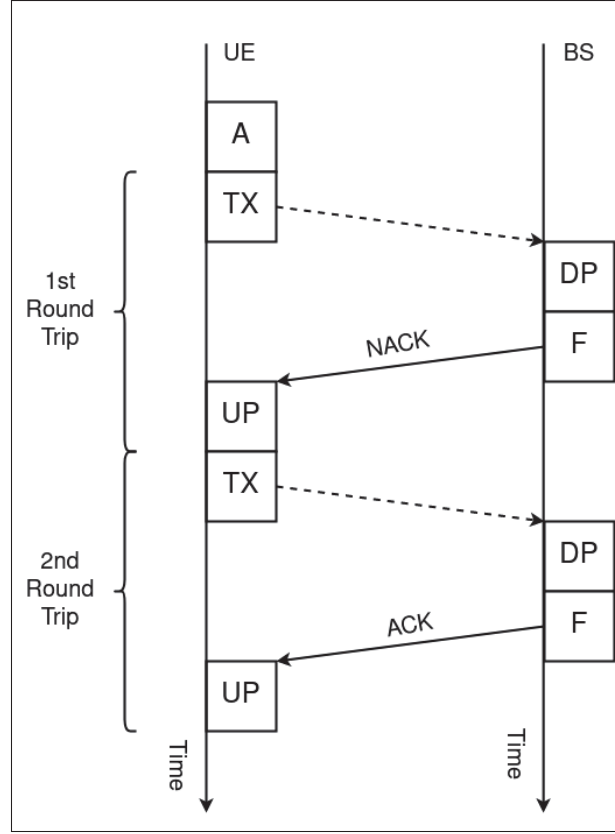 UE
BS
A
TX
DP
1st
Round
Trip
NACK
F
UP
TX
DP
2nd
Round
Trip
ACK
F
UP
Time
Time